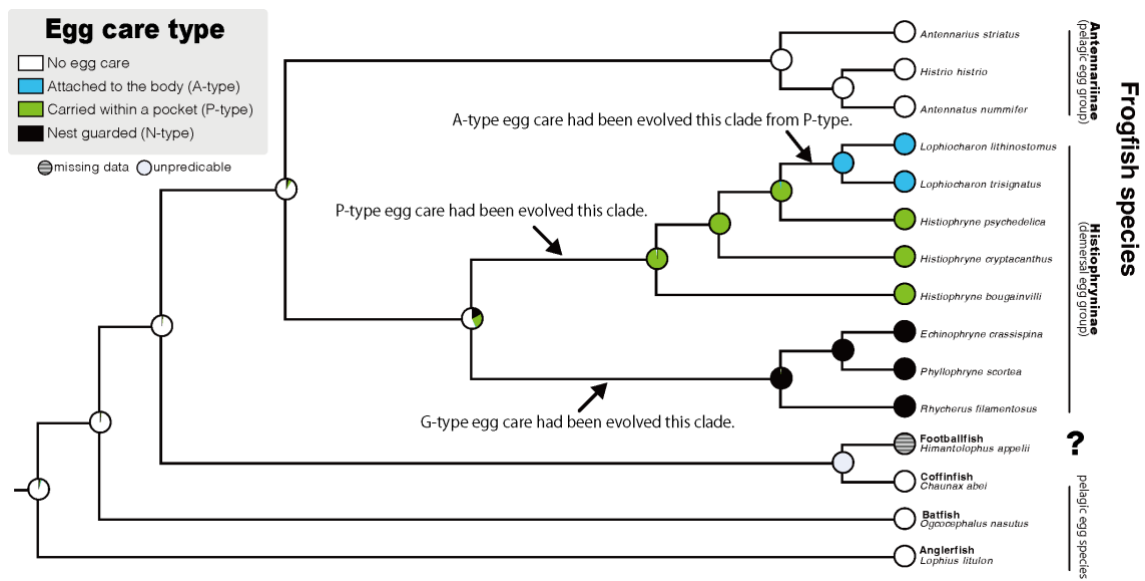 Egg care type
No egg care
Attached to the body (A-type)
Carried within a pocket (P-type)
Nest guarded (N-type)
missing data
unpredicable
A-type egg care had been evolved this clade from P-type.
P-type egg care had been evolved this clade.
G-type egg care had been evolved this clade.
Antennarius striatus
Histrio histrio
Antennatus nummifer
Lophiocharon lithinostomus
Lophiocharon trisignatus
Histiophryne psychedelica
Histiophryne cryptacanthus
Histiophryne bougainvilli
Echinophryne crassispina
Phyllophryne scortea
Rhycherus filamentosus
Footballfish
Himantolophus appelii
Coffinfish
Chaunax abei
Batfish
Ogcocephalus nasutus
Anglerfish
Lophius litulon
Antennariinae
(pelagic egg group)
Histiophryninae
(demersal egg group)
Frogfish species
?
pelagic egg species